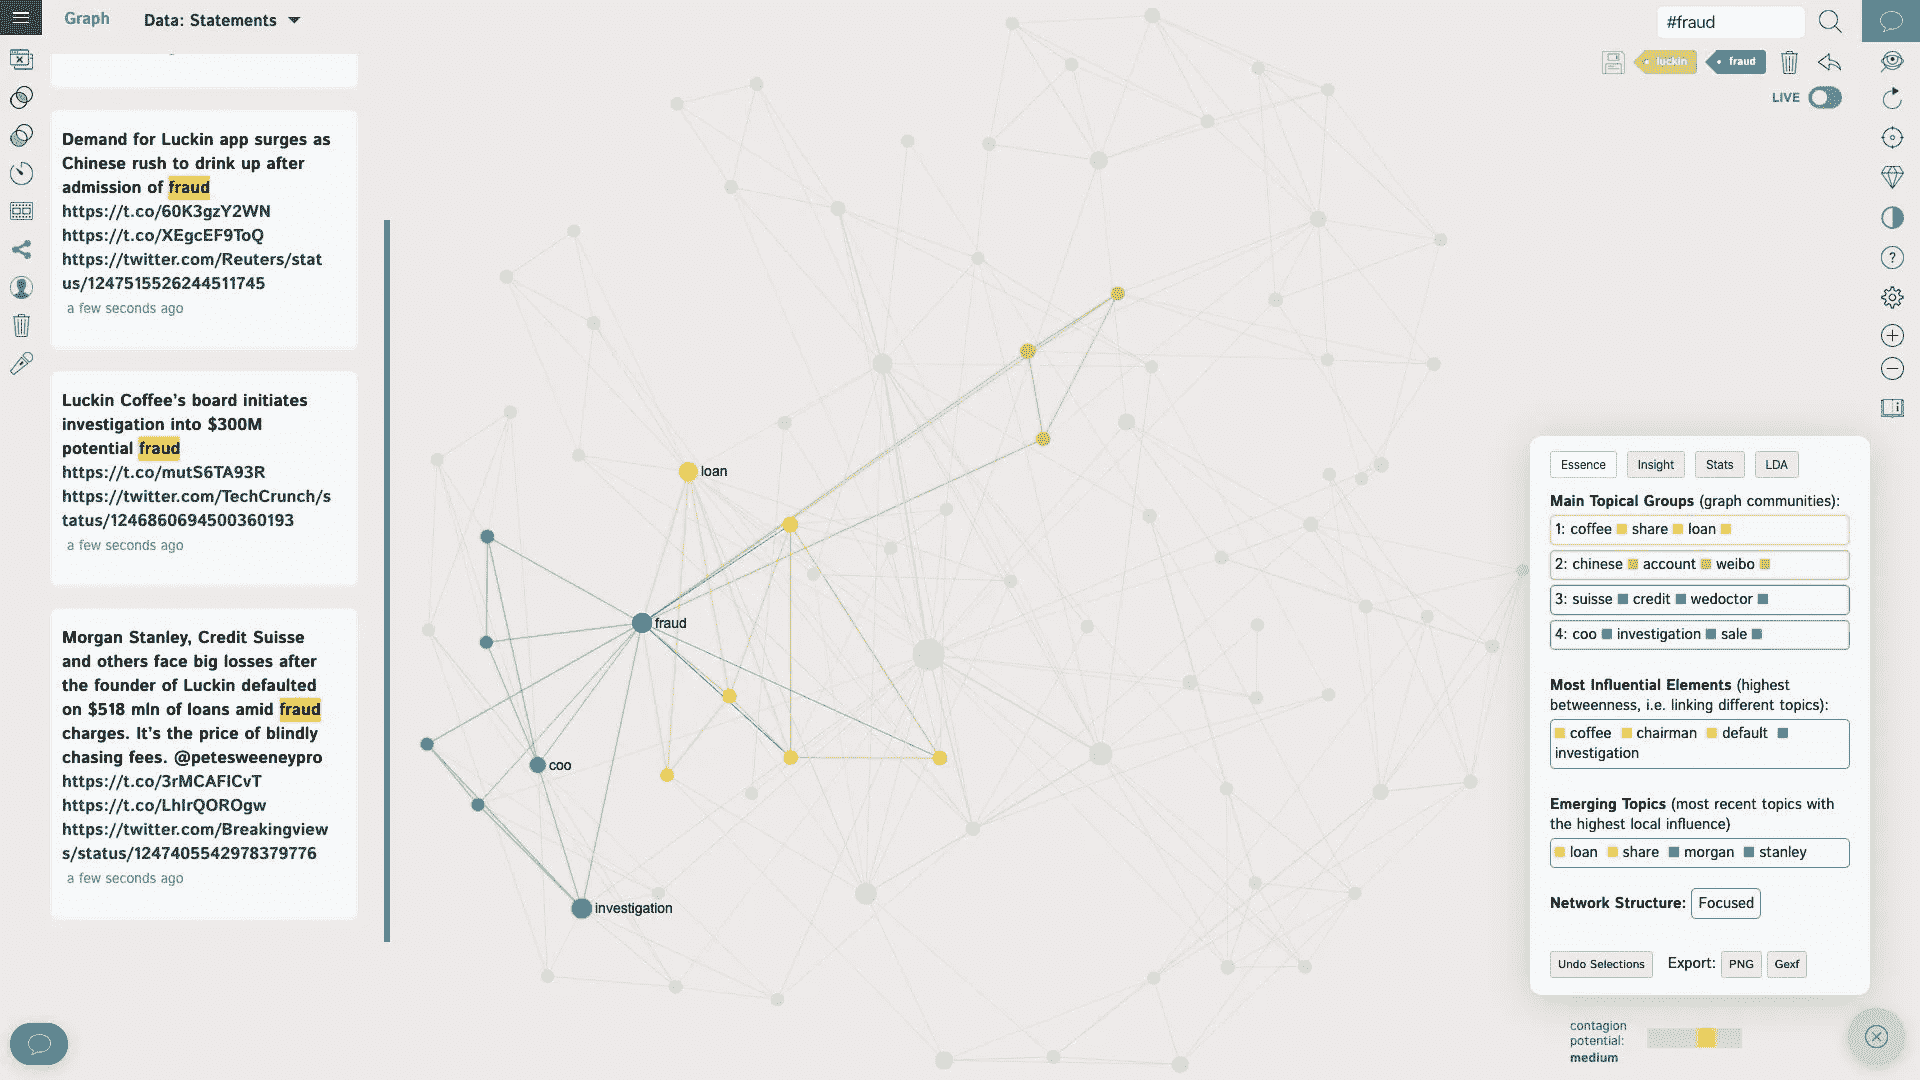 Graph
Data: Statements
#fraud
luckin
fraud
LIVE
Demand for Luckin app surges as
Chinese rush to drink up after
admission of fraud
https://t.co/60K3gzY2WN
https://t.co/XEgcEF9ToQ
https://twitter.com/Reuters/stat
us/1247515526244511745
a few seconds ago
Luckin Coffee's board initiates
investigation into $300M
potential fraud
https://t.co/mutS6TA93R
https://twitter.com/TechCrunch/s
tatus/1246860694500360193
a few seconds ago
Morgan Stanley, Credit Suisse
and others face big losses after
the founder of Luckin defaulted
on $518 mln of loans amid fraud
charges. It's the price of blindly
chasing fees. @petesweeneypro
https://t.co/3rMCAFlCvT
https://t.co/LhIrQOROgw
https://twitter.com/Breakingview
s/status/1247405542978379776
a few seconds ago
loan
fraud
coo
investigation
Essence
Insight
Stats
LDA
Main Topical Groups (graph communities):
1: coffee share loan
2: chinese account weibo
3: suisse credit wedoctor
4: coo investigation sale
Most Influential Elements (highest
betweenness, i.e. linking different topics):
coffee chairman default
investigation
Emerging Topics (most recent topics with
the highest local influence)
loan share morgan stanley
Network Structure: Focused
Undo Selections
Export: PNG Gexf
contagion
potential:
medium